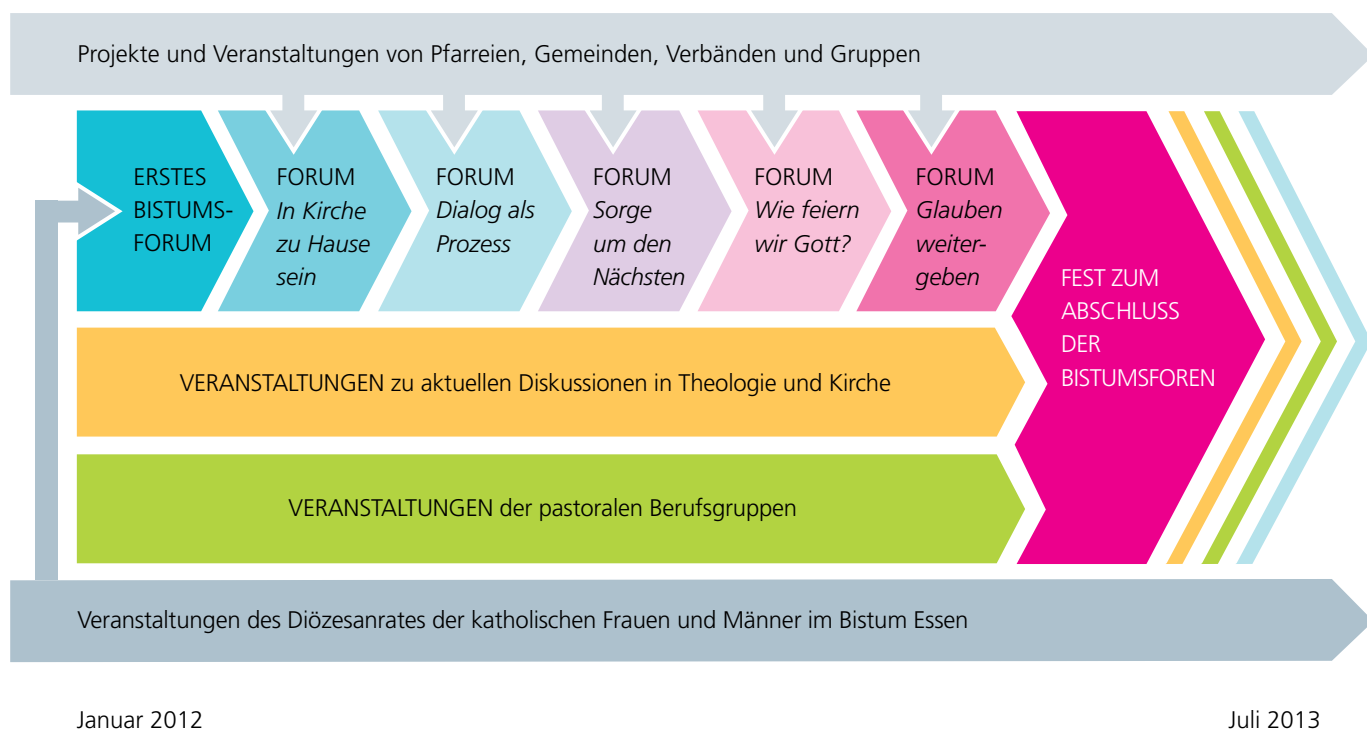 Projekte und Veranstaltungen von Pfarreien, Gemeinden, Verbänden und Gruppen
ERSTES
BISTUMS-
FORUM
FORUM
In Kirche
zu Hause
sein
FORUM
Dialog als
Prozess
FORUM
Sorge
um den
Nächsten
FORUM
Wie feiern
wir Gott?
FORUM
Glauben
weiter-
geben
FEST ZUM
ABSCHLUSS
DER
BISTUMSFOREN
VERANSTALTUNGEN zu aktuellen Diskussionen in Theologie und Kirche
VERANSTALTUNGEN der pastoralen Berufsgruppen
Veranstaltungen des Diözesanrates der katholischen Frauen und Männer im Bistum Essen
Januar 2012
Juli 2013